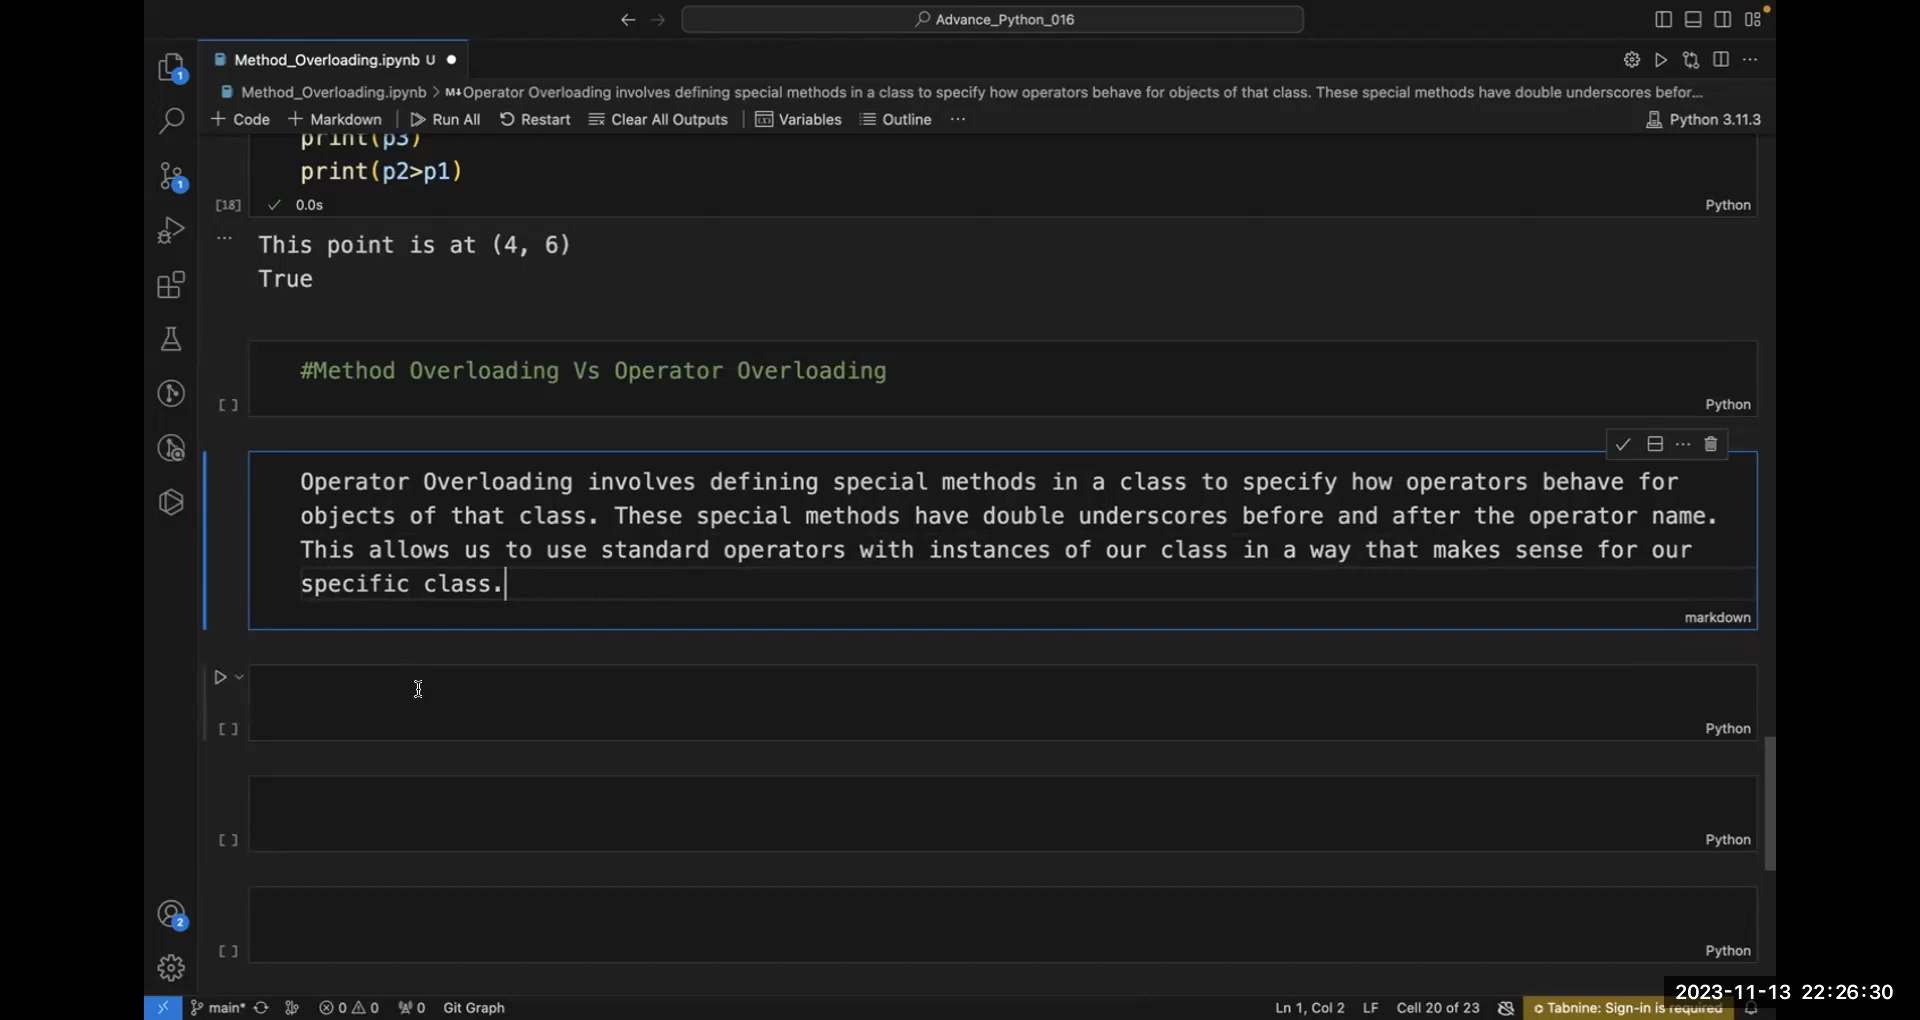 Advance_Python_016
Method_Overloading.ipynb U
Method_Overloading.ipynb > M↓Operator Overloading involves defining special methods in a class to specify how operators behave for objects of that class. These special methods have double underscores befor...
+ Code + Markdown Run All Restart Clear All Outputs Variables Outline ... Python 3.11.3
print(p3)
print(p2>p1)
[18] ✓ 0.0s Python
... This point is at (4, 6)
True
#Method Overloading Vs Operator Overloading
[ ] Python
Operator Overloading involves defining special methods in a class to specify how operators behave for
objects of that class. These special methods have double underscores before and after the operator name.
This allows us to use standard operators with instances of our class in a way that makes sense for our
specific class.
markdown
[ ] Python
[ ] Python
[ ] Python
1
1
2
main* 0 0 0 Git Graph Ln 1, Col 2 LF Cell 20 of 23 Tabnine: Sign-in is required
2023-11-13 22:26:30